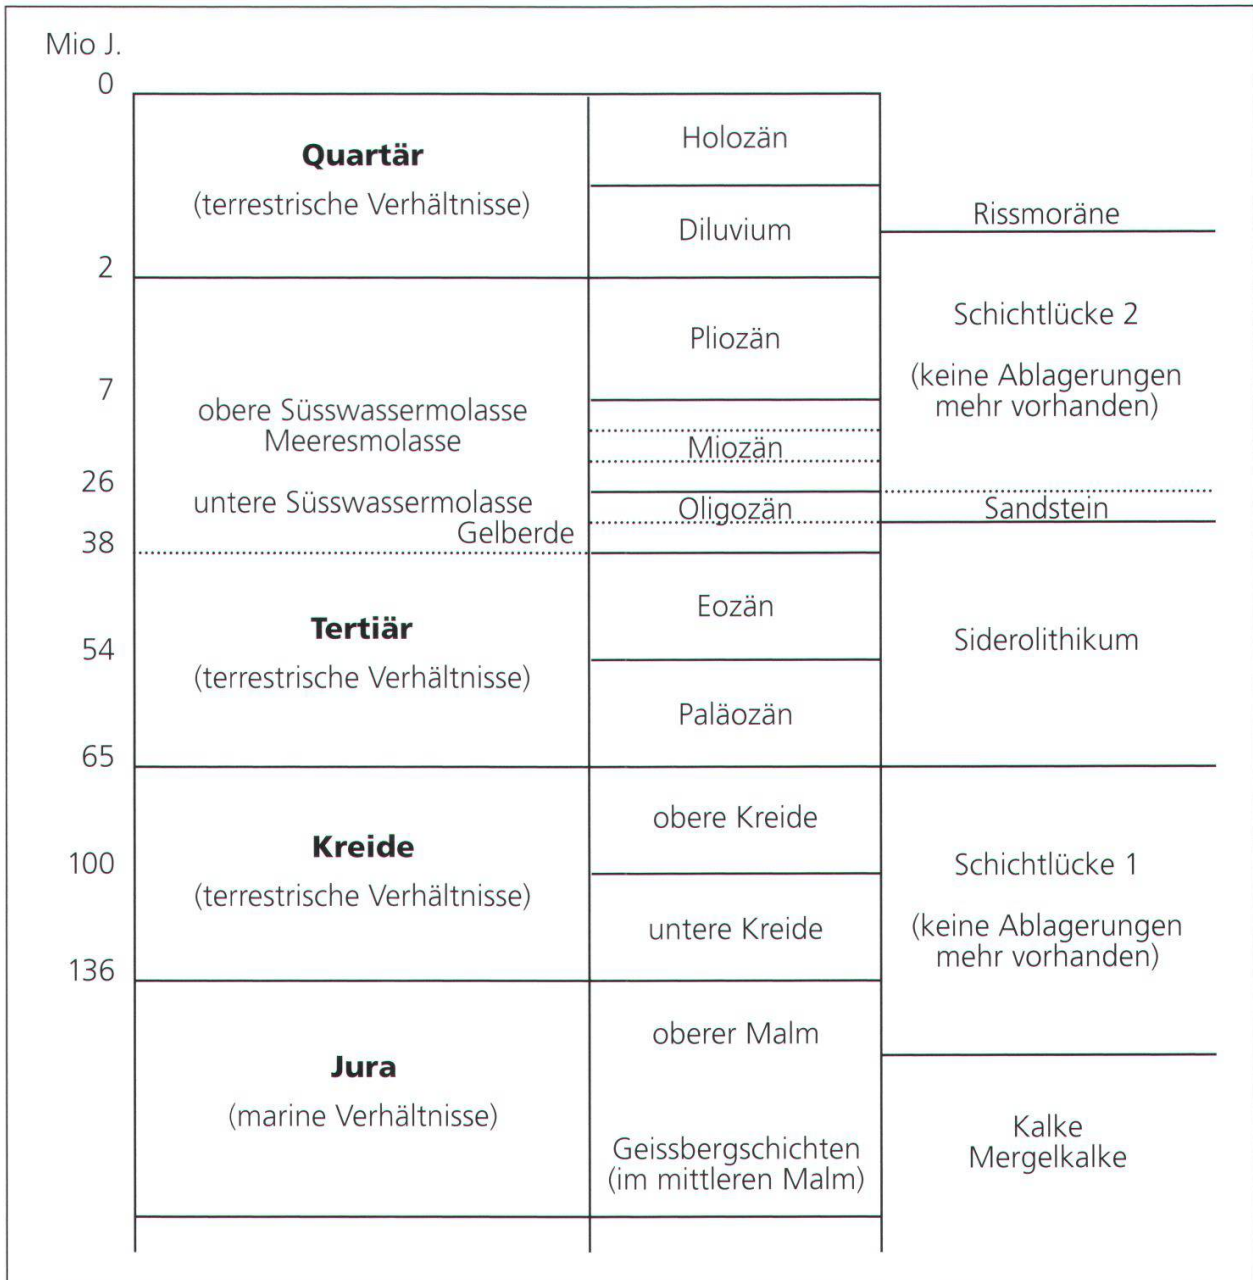 Mio J.
0
Quartär
(terrestrische Verhältnisse)
Holozän
Diluvium
Rissmoräne
2
Pliozän
Schichtlücke 2
(keine Ablagerungen
mehr vorhanden)
7
obere Süsswassermolasse
Meeresmolasse
Miozän
26
untere Süsswassermolasse
Gelberde
Oligozän
Sandstein
38
Tertiär
(terrestrische Verhältnisse)
Eozän
Siderolithikum
54
Paläozän
65
Kreide
(terrestrische Verhältnisse)
obere Kreide
Schichtlücke 1
(keine Ablagerungen
mehr vorhanden)
100
untere Kreide
136
Jura
(marine Verhältnisse)
oberer Malm
Geissbergschichten
(im mittleren Malm)
Kalke
Mergelkalke